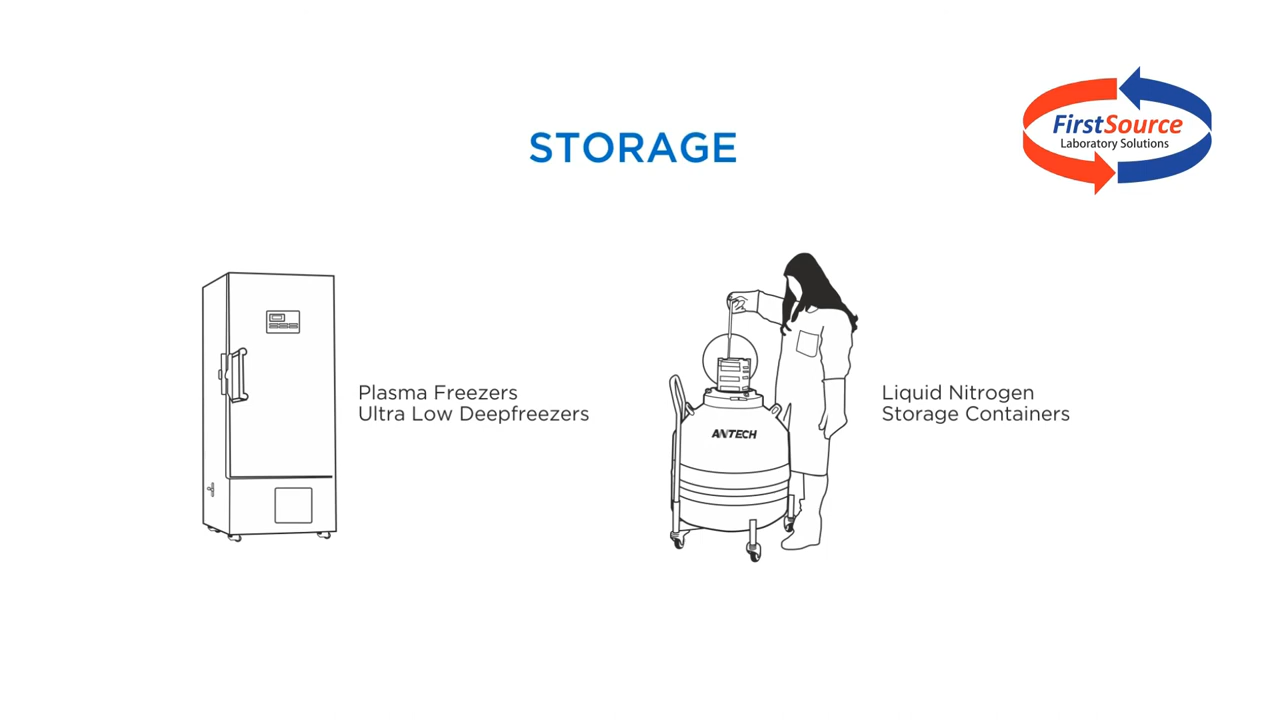 STORAGE
FirstSource
Laboratory Solutions
Plasma Freezers
Ultra Low Deepfreezers
ANTECH
Liquid Nitrogen
Storage Containers